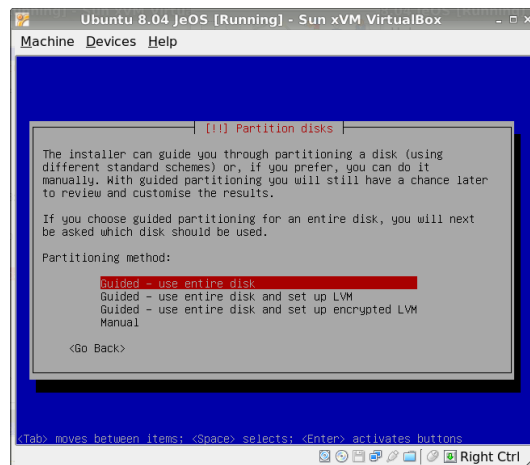 Ubuntu 8.04 JeOS [Running] - Sun xVM VirtualBox
Machine Devices Help
[!!] Partition disks
The installer can guide you through partitioning a disk (using
different standard schemes) or, if you prefer, you can do it
manually. With guided partitioning you will still have a chance later
to review and customise the results.
If you choose guided partitioning for an entire disk, you will next
be asked which disk should be used.
Partitioning method:
Guided - use entire disk
Guided - use entire disk and set up LVM
Guided - use entire disk and set up encrypted LVM
Manual
<Go Back>
<Tab> moves between items; <Space> selects; <Enter> activates buttons
Right Ctrl